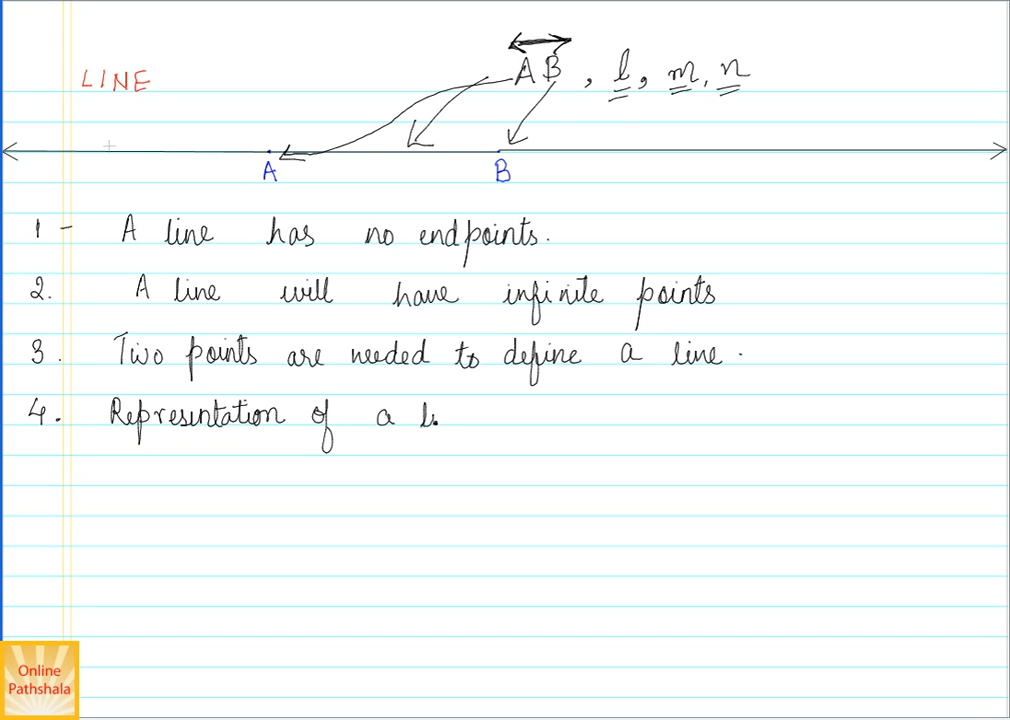 LINE
AB, l, m, n
A B
1 - A line has no endpoints.
2. A line will have infinite points
3. Two points are needed to define a line.
4. Representation of a l
Online
Pathshala